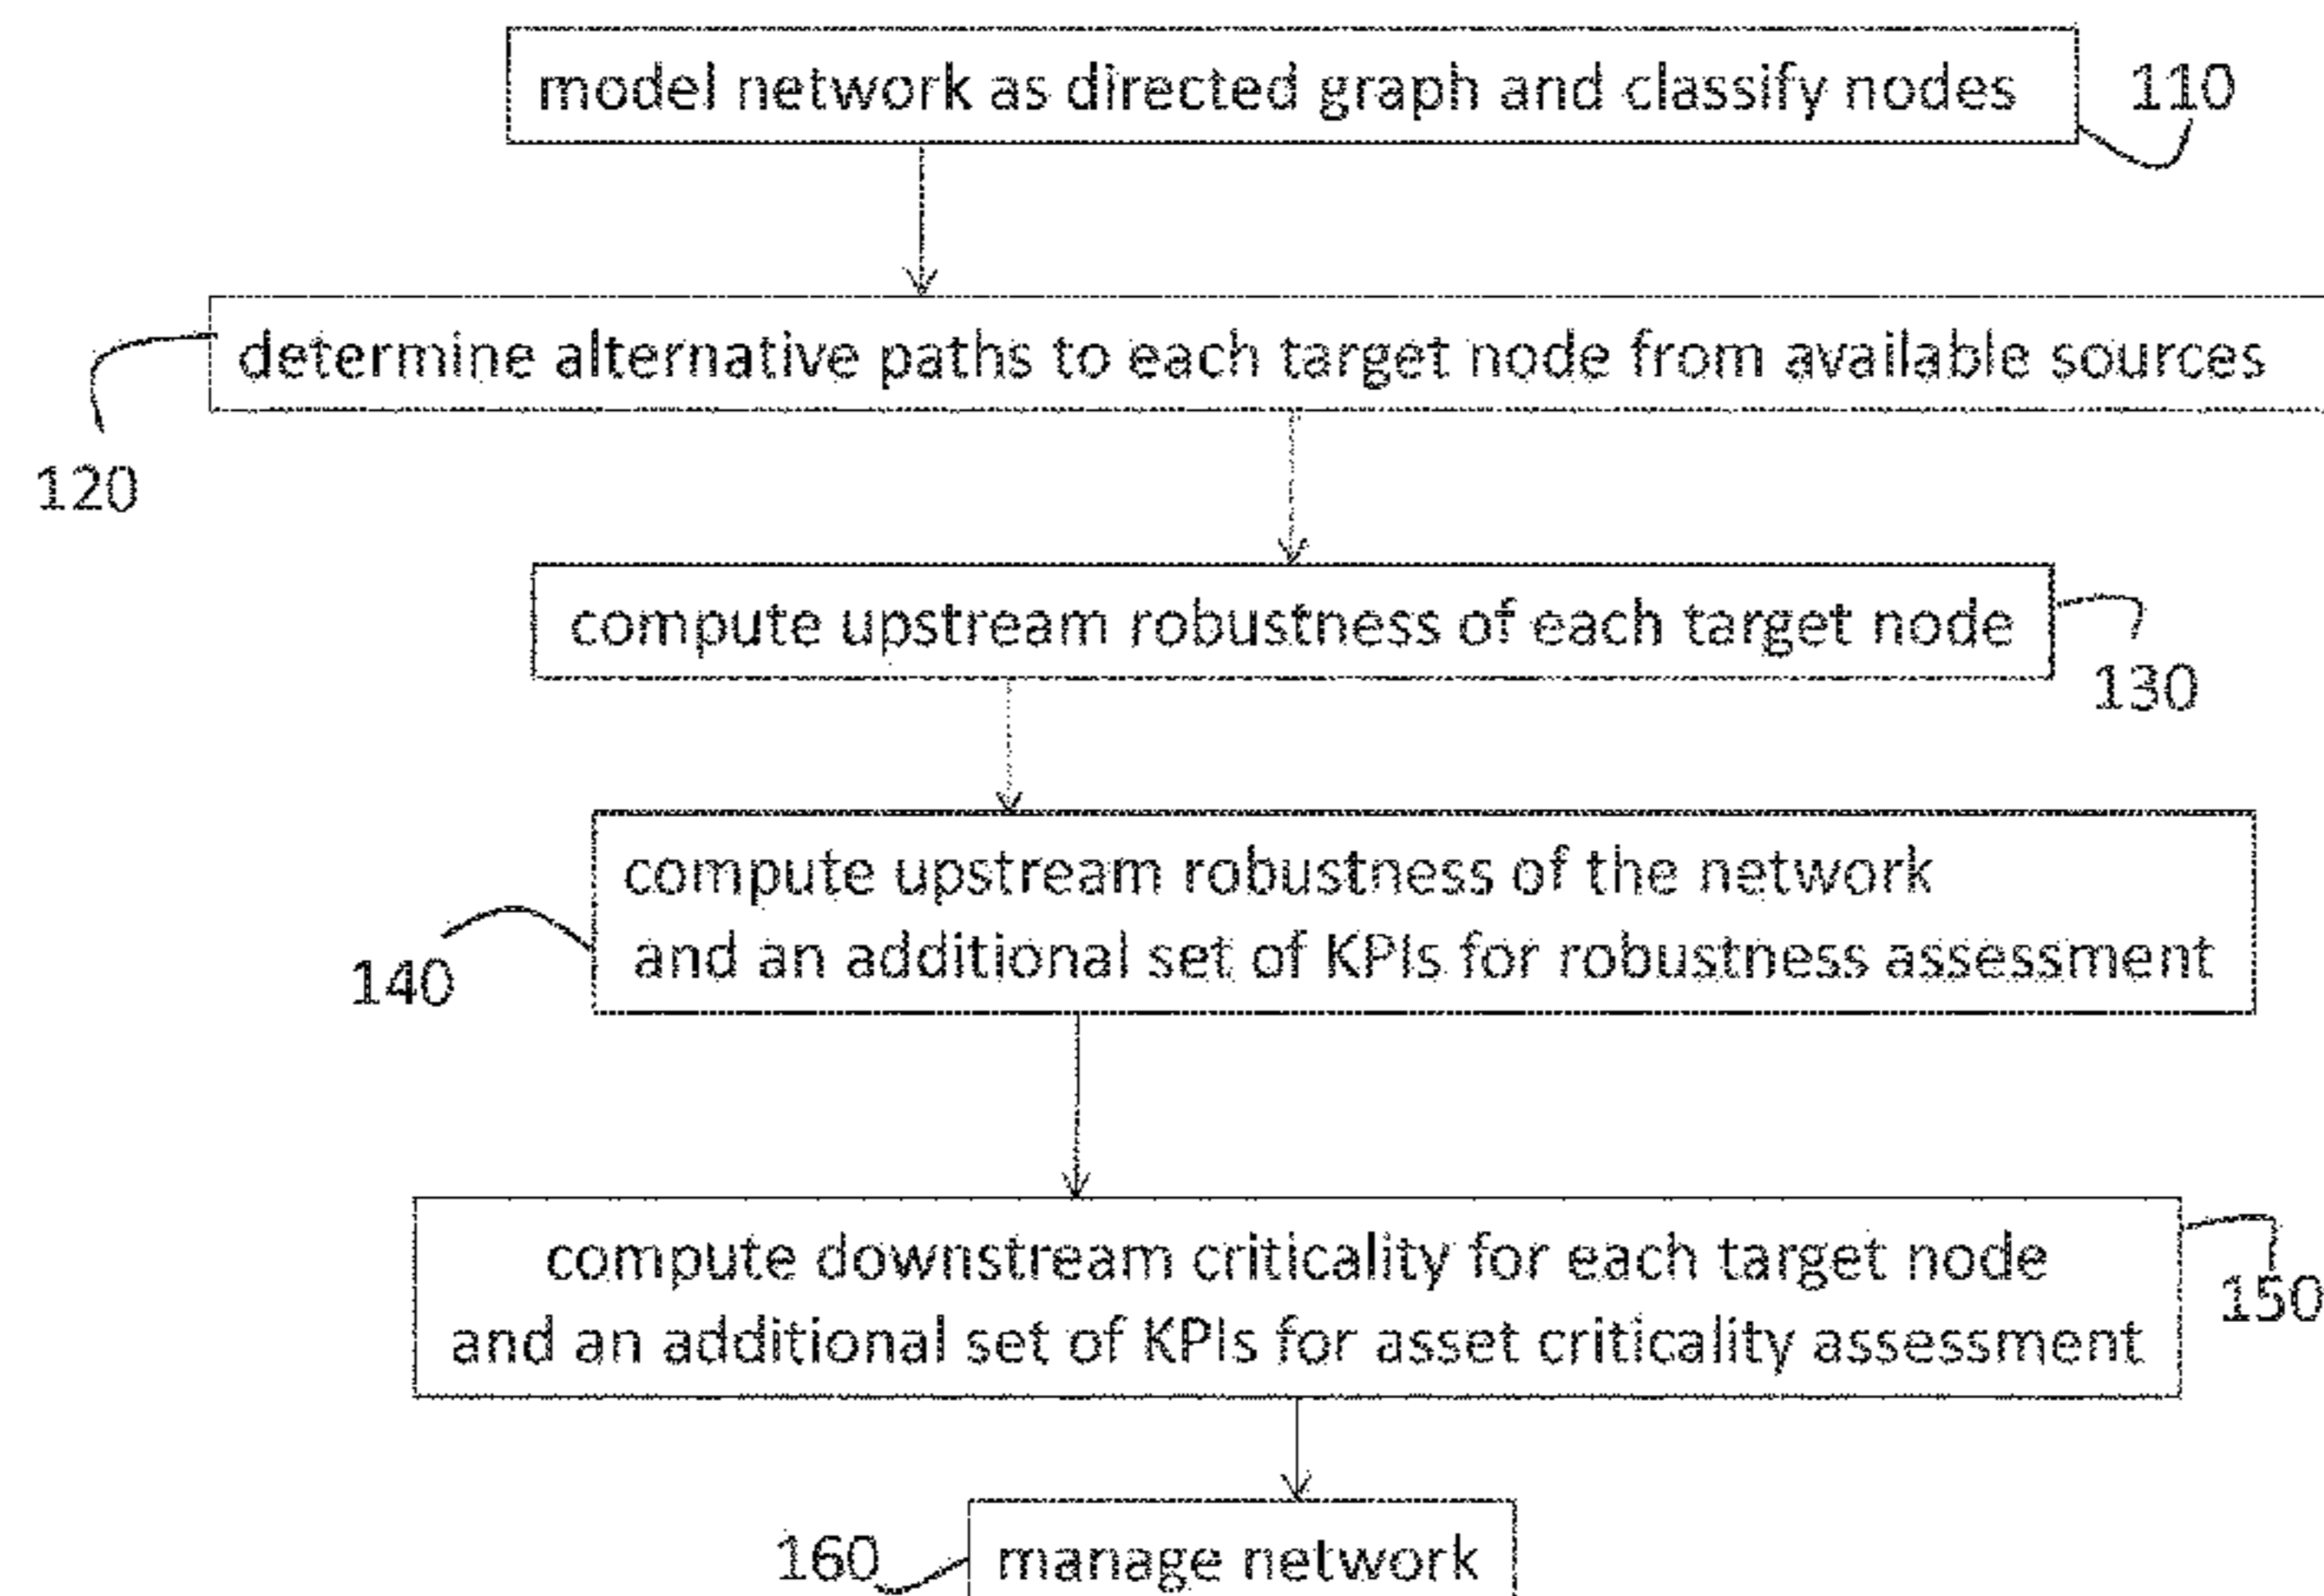 model network as directed graph and classify nodes
110
determine alternative paths to each target node from available sources
120
compute upstream robustness of each target node
130
compute upstream robustness of the network
and an additional set of KPIs for robustness assessment
140
compute downstream criticality for each target node
and an additional set of KPIs for asset criticality assessment
150
160
manage network